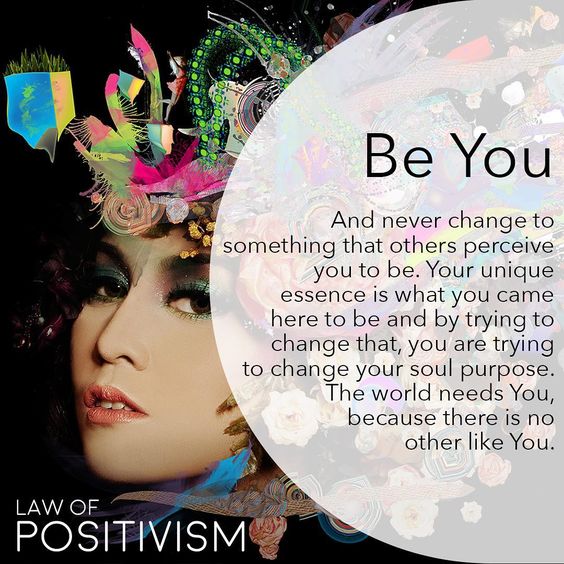 Be You
And never change to
something that others perceive
you to be. Your unique
essence is what you came
here to be and by trying to
change that, you are trying
to change your soul purpose.
The world needs You,
because there is no
other like You.
LAW OF
POSITIVISM